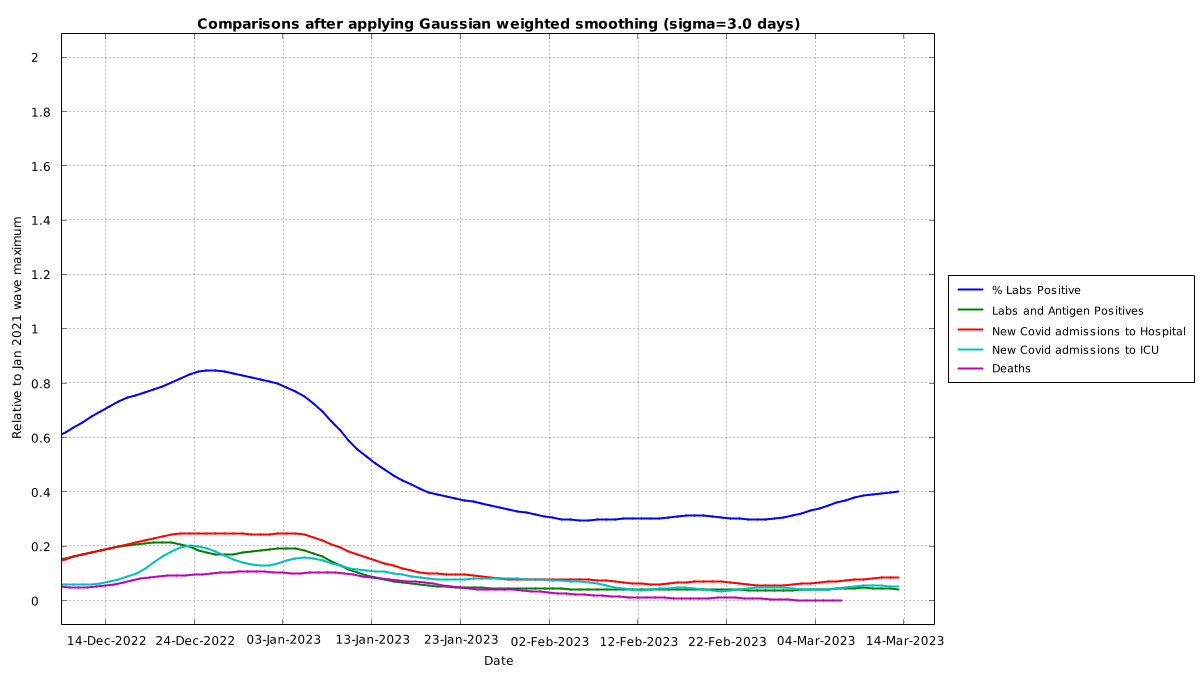 Comparisons after applying Gaussian weighted smoothing (sigma=3.0 days)
Relative to Jan 2021 wave maximum
2
1.8
1.6
1.4
1.2
1
0.8
0.6
0.4
0.2
0
14-Dec-2022 24-Dec-2022 03-Jan-2023 13-Jan-2023 23-Jan-2023 02-Feb-2023 12-Feb-2023 22-Feb-2023 04-Mar-2023 14-Mar-2023
Date
% Labs Positive
Labs and Antigen Positives
New Covid admissions to Hospital
New Covid admissions to ICU
Deaths